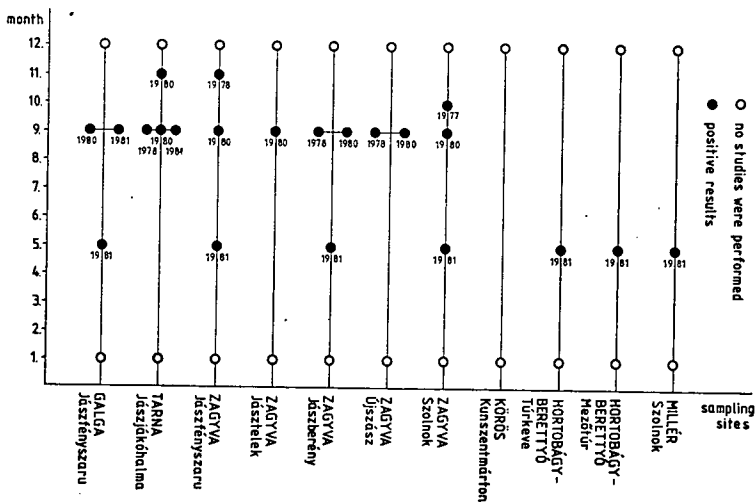 month
12.
11.
10.
9.
8.
7.
6.
5.
4.
3.
2.
1.
1980
1978
1977
1980
1981
1980
1978
1984
1980
1980
1978
1980
1978
1980
1980
1981
1981
1981
1981
1981
1981
1981
GALGA
Jászfényszaru
TARNA
Jászjákóhalma
ZAGYVA
Jászfényszaru
ZAGYVA
Jásztelek
ZAGYVA
Jászberény
ZAGYVA
Újszász
ZAGYVA
Szolnok
KÖRÖS
Kunszentmárton
HORTOBÁGY-
BERETTYÓ
Túrkeve
HORTOBÁGY-
BERETTYÓ
Mezőtúr
MILLÉR
Szolnok
sampling
sites
no studies were performed
positive results